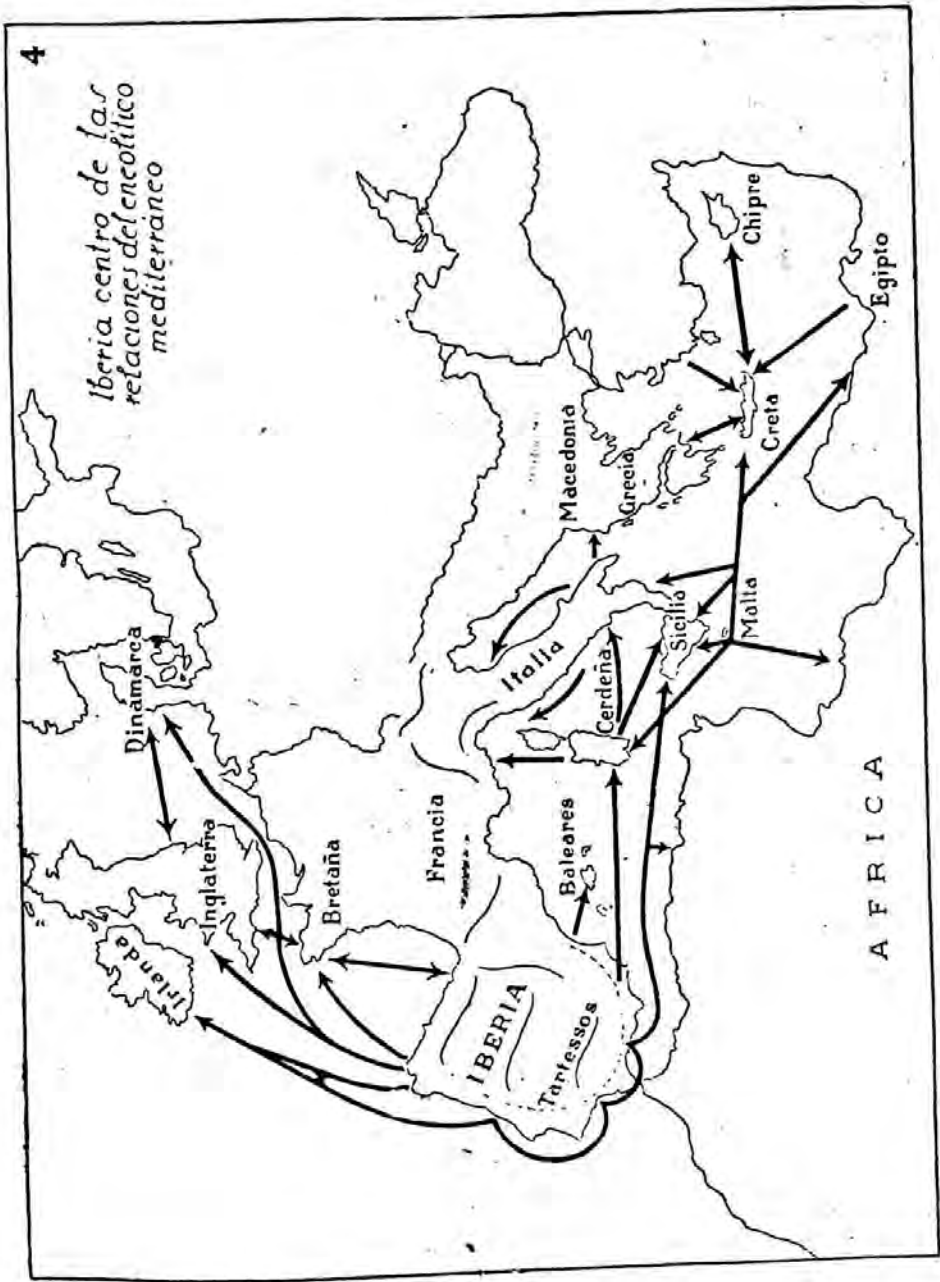 4
Iberia centro de las
relaciones del eneolítico
mediterráneo
Dinamarca
Irlanda
Inglaterra
Bretaña
Francia
IBERIA
Tartessos
Baleares
Cerdeña
Italia
Sicilia
Malta
Macedonia
Grecia
Creta
Chipre
Egipto
AFRICA